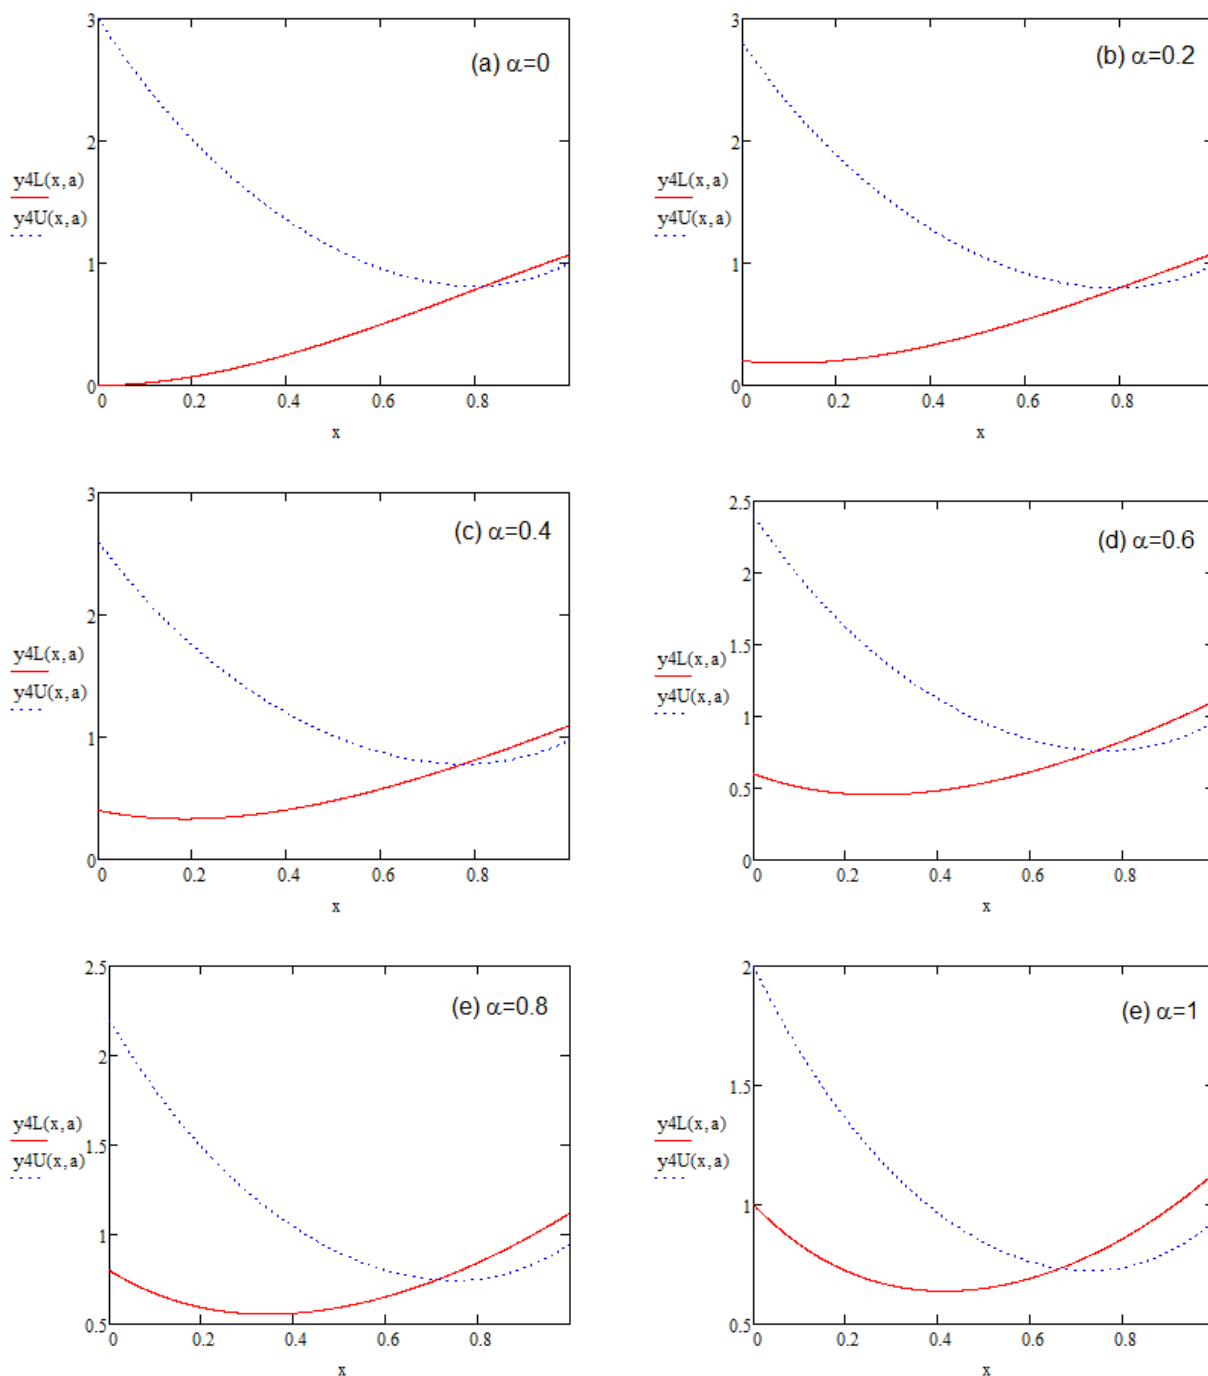 (a) α=0
3
2
1
0
y4L(x,a)
y4U(x,a)
0 0.2 0.4 0.6 0.8
x
(b) α=0.2
3
2
1
0
y4L(x,a)
y4U(x,a)
0 0.2 0.4 0.6 0.8
x
(c) α=0.4
3
2
1
0
y4L(x,a)
y4U(x,a)
0 0.2 0.4 0.6 0.8
x
(d) α=0.6
2.5
2
1.5
1
0.5
0
y4L(x,a)
y4U(x,a)
0 0.2 0.4 0.6 0.8
x
(e) α=0.8
2.5
2
1.5
1
0.5
y4L(x,a)
y4U(x,a)
0 0.2 0.4 0.6 0.8
x
(e) α=1
2
1.5
1
0.5
y4L(x,a)
y4U(x,a)
0 0.2 0.4 0.6 0.8
x